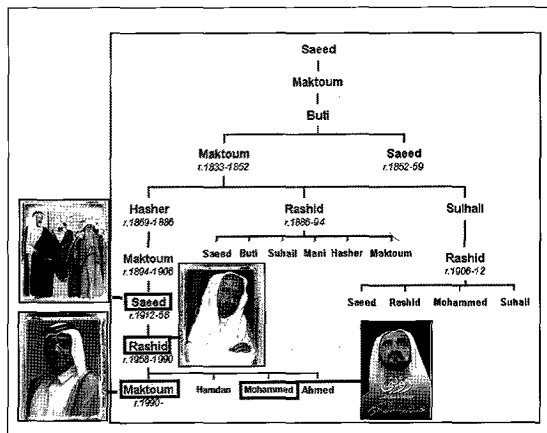 Saeed
Maktoum
Buti
Maktoum Saeed
r.1833-1852 r.1852-59
Hasher Rashid Suhail
r.1859-1886 r.1886-94
Maktoum Saeed Buti Suhail Mani Hasher Maktoum Rashid
r.1894-1906 r.1906-12
Saeed Saeed Rashid Mohammed Suhail
r.1912-58
Rashid
r.1958-1990
Maktoum Hamdan Mohammed Ahmed
r.1990-